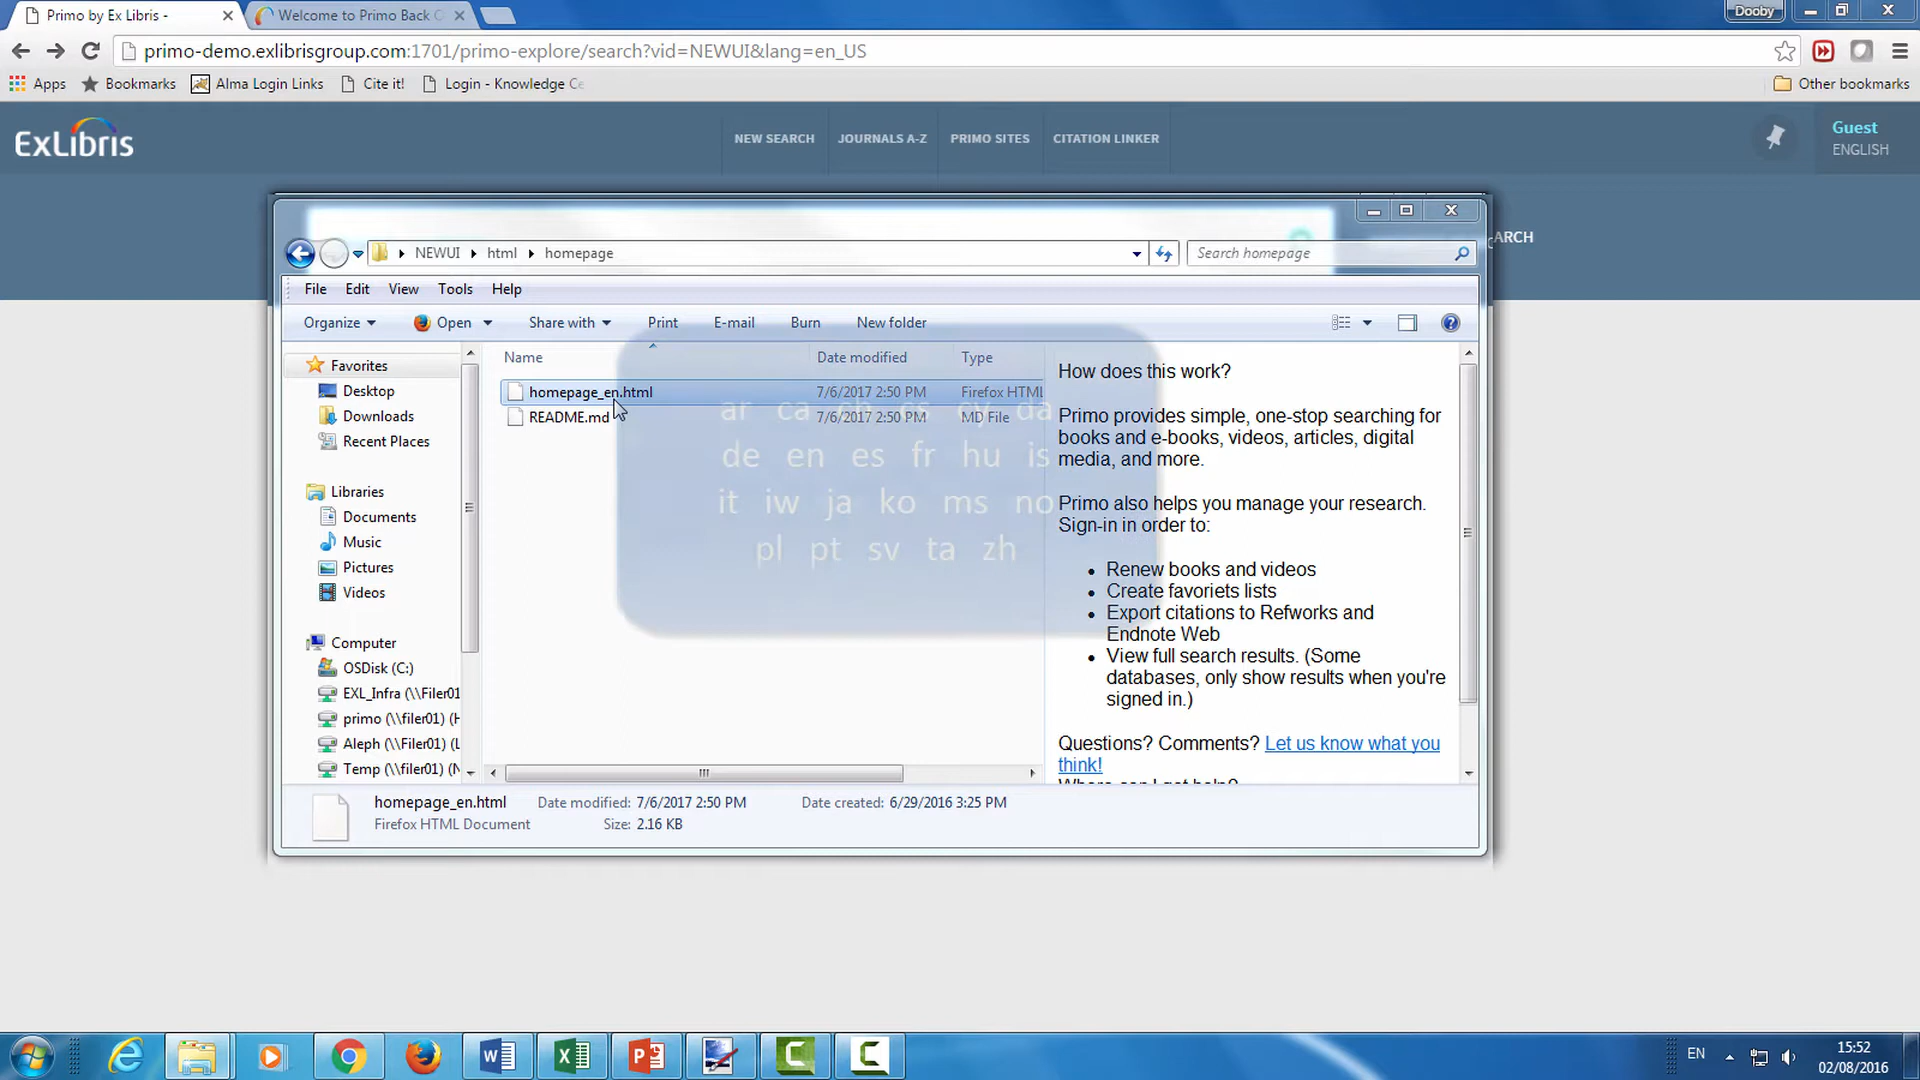 Primo by Ex Libris -
Welcome to Primo Back O
Dooby
primo-demo.exlibrisgroup.com:1701/primo-explore/search?vid=NEWUI&lang=en_US
Apps
Bookmarks
Alma Login Links
Cite it!
Login - Knowledge Ce
Other bookmarks
ExLibris
NEW SEARCH
JOURNALS A-Z
PRIMO SITES
CITATION LINKER
Guest
ENGLISH
ARCH
NEWUI
html
homepage
Search homepage
File
Edit
View
Tools
Help
Organize
Open
Share with
Print
E-mail
Burn
New folder
Favorites
Desktop
Downloads
Recent Places
Libraries
Documents
Music
Pictures
Videos
Computer
OSDisk (C:)
EXL_Infra (\\Filer01
primo (\\filer01) (H
Aleph (\\Filer01) (L
Temp (\\filer01) (N
Name
Date modified
Type
homepage_en.html
7/6/2017 2:50 PM
Firefox HTML
README.md
7/6/2017 2:50 PM
MD File
ar ca ch cs cy da
de en es fr hu is
it iw ja ko ms no
pl pt sv ta zh
How does this work?
Primo provides simple, one-stop searching for
books and e-books, videos, articles, digital
media, and more.
Primo also helps you manage your research.
Sign-in in order to:
Renew books and videos
Create favoriets lists
Export citations to Refworks and
Endnote Web
View full search results. (Some
databases, only show results when you're
signed in.)
Questions? Comments? Let us know what you
think!
Where can I get help?
homepage_en.html
Date modified: 7/6/2017 2:50 PM
Date created: 6/29/2016 3:25 PM
Firefox HTML Document
Size: 2.16 KB
EN
15:52
02/08/2016